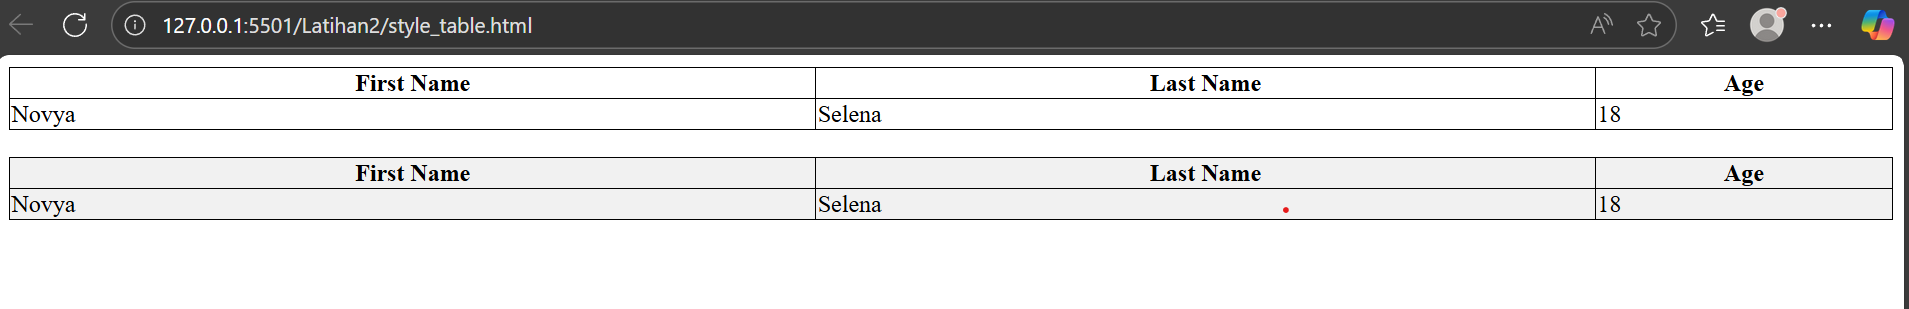 127.0.0.1:5501/Latihan2/style_table.html
First Name Last Name Age
Novya Selena 18
First Name Last Name Age
Novya Selena 18